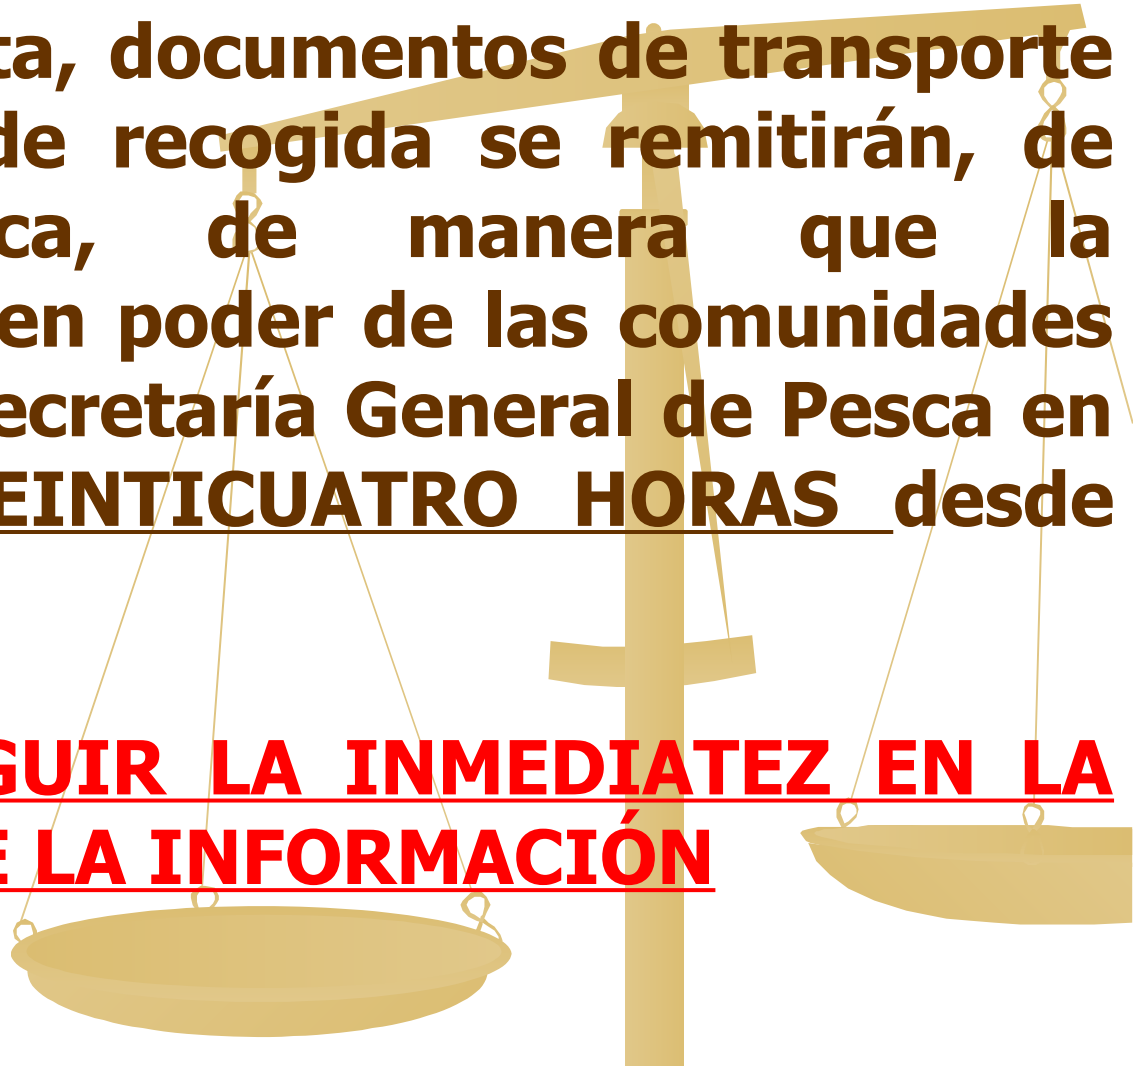 ta, documentos de transporte
de recogida se remitirán, de
ca, de manera que la
en poder de las comunidades
ecretaría General de Pesca en
EINTICUATRO HORAS desde
GUIR LA INMEDIATEZ EN LA
E LA INFORMACIÓN